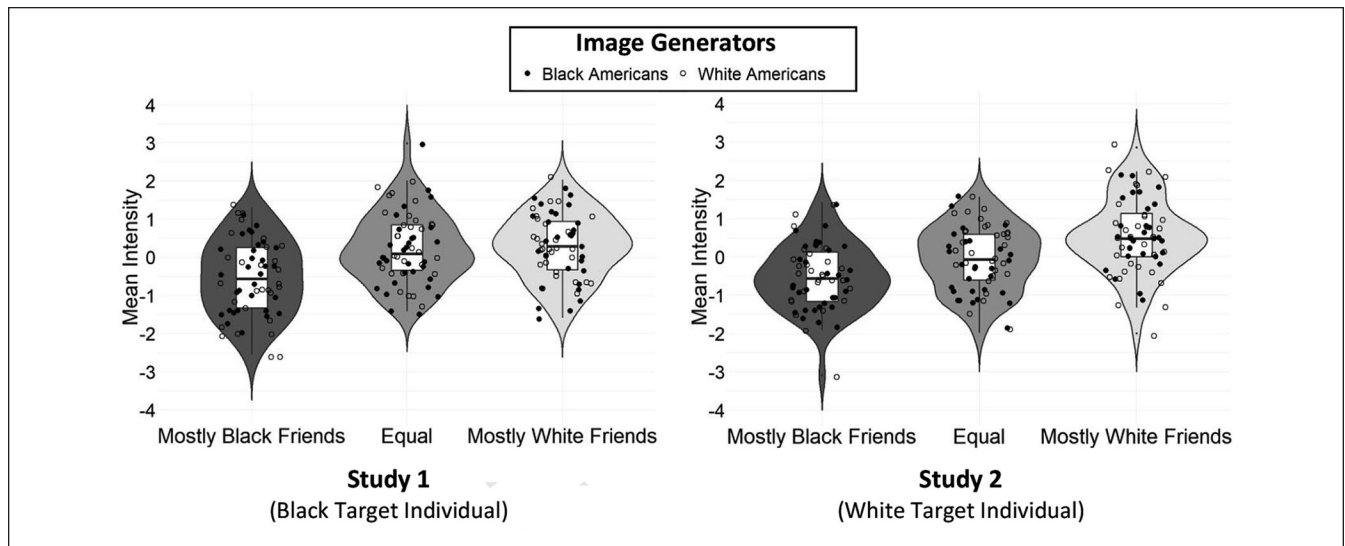 Image Generators
• Black Americans ○ White Americans
Mean Intensity
4
3
2
1
0
-1
-2
-3
-4
Mostly Black Friends Equal Mostly White Friends
Study 1
(Black Target Individual)
Mean Intensity
4
3
2
1
0
-1
-2
-3
-4
Mostly Black Friends Equal Mostly White Friends
Study 2
(White Target Individual)